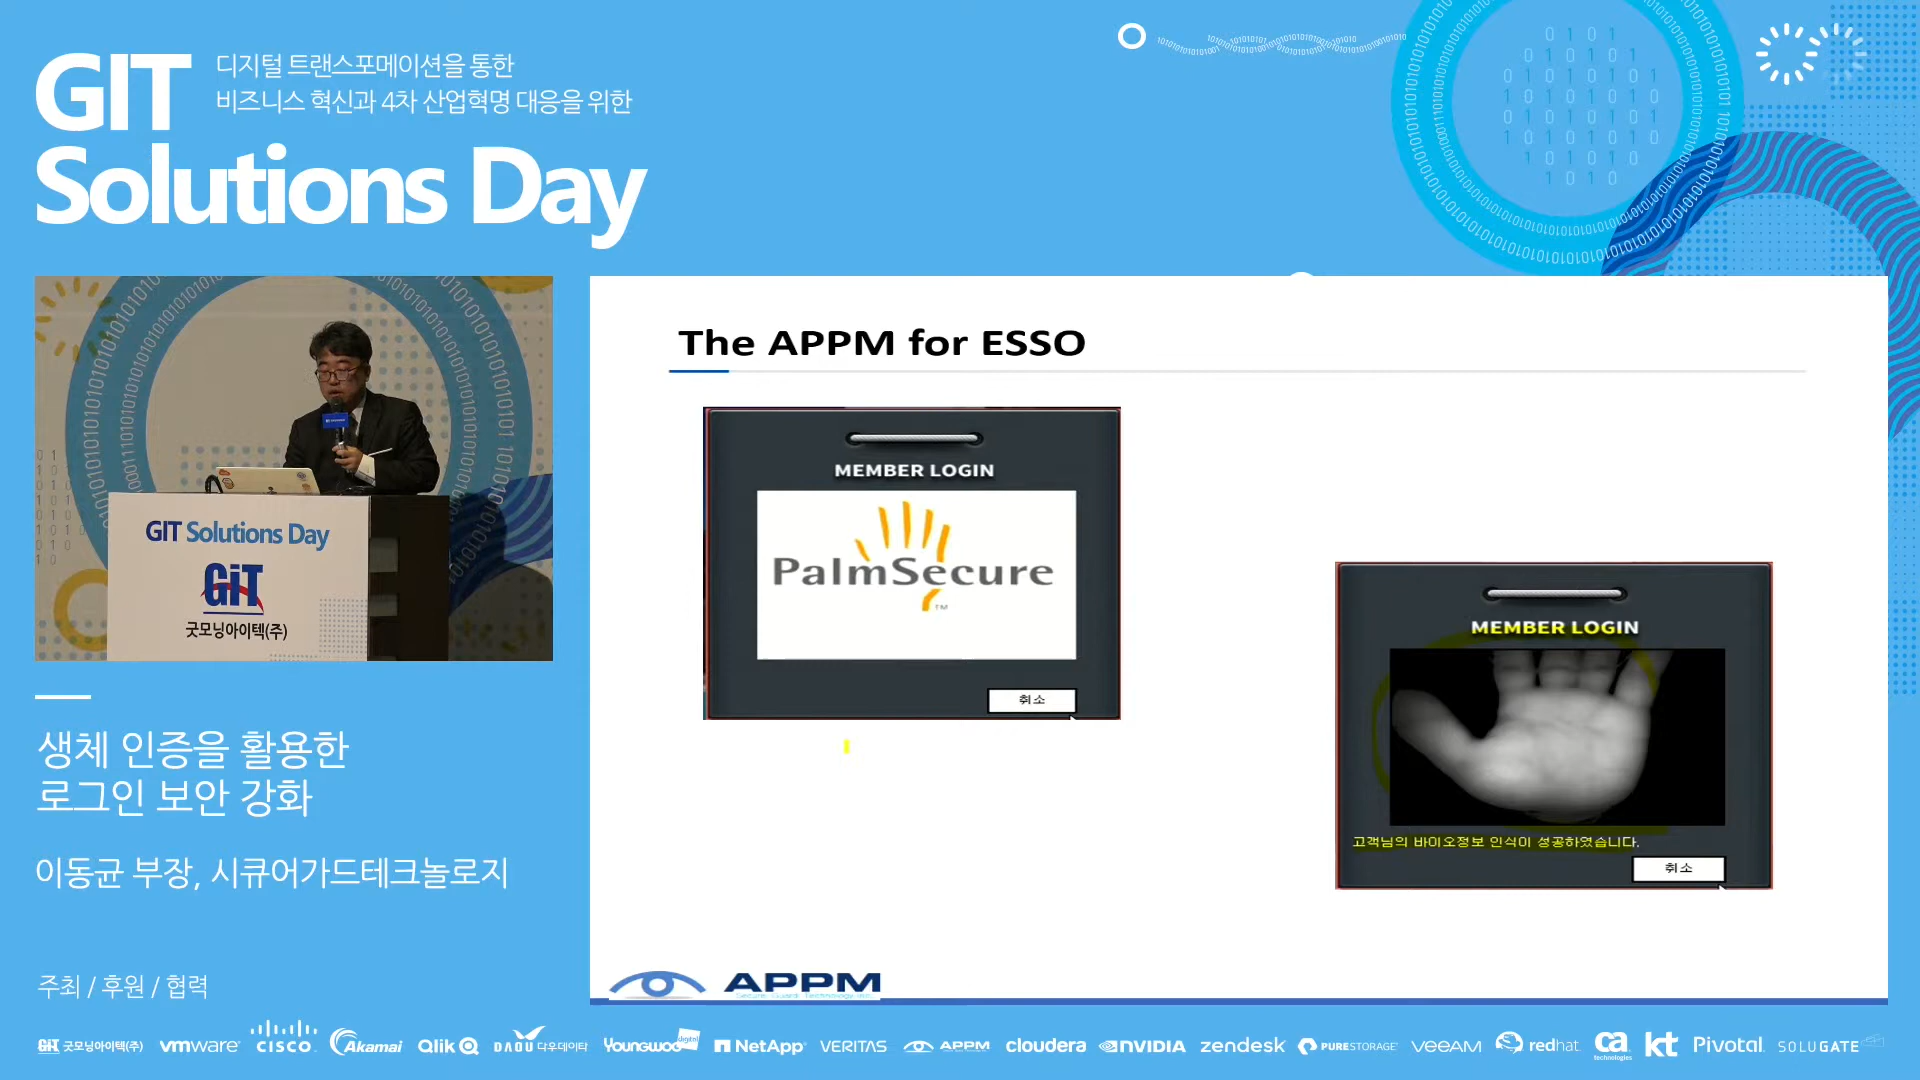 GIT
디지털 트랜스포메이션을 통한
비즈니스 혁신과 4차 산업혁명 대응을 위한
Solutions Day
GIT Solutions Day
GiT
굿모닝아이텍(주)
생체 인증을 활용한
로그인 보안 강화
이동균 부장, 시큐어가드테크놀로지
The APPM for ESSO
MEMBER LOGIN
PalmSecure
TM
취소
MEMBER LOGIN
고객님의 바이오정보 인식이 성공하였습니다.
취소
APPM
Secure Guard Technology Inc.
주최 / 후원 / 협력
GiT 굿모닝아이텍(주) vmware CISCO Akamai Qlik DAOU 다우데이타 YOUNGWOO digital NetApp VERITAS APPM cloudera NVIDIA zendesk PURESTORAGE VEEAM redhat ca technologies kt Pivotal SOLUGATE